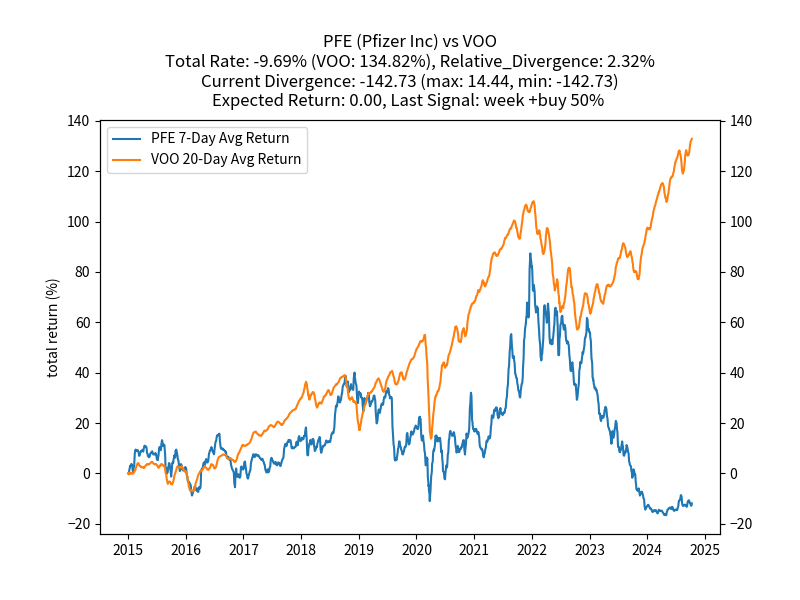 PFE (Pfizer Inc) vs VOO
Total Rate: -9.69% (VOO: 134.82%), Relative_Divergence: 2.32%
Current Divergence: -142.73 (max: 14.44, min: -142.73)
Expected Return: 0.00, Last Signal: week +buy 50%
PFE 7-Day Avg Return
VOO 20-Day Avg Return
total return (%)
140 140
120 120
100 100
80 80
60 60
40 40
20 20
0 0
−20 −20
2015 2016 2017 2018 2019 2020 2021 2022 2023 2024 2025